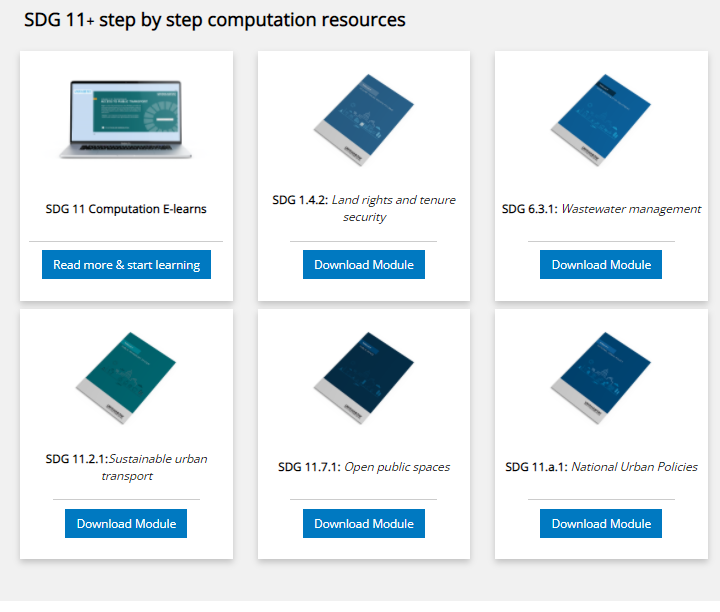 SDG 11+ step by step computation resources
SDG 11 Computation E-learns
Read more & start learning
SDG 1.4.2: Land rights and tenure
security
Download Module
SDG 6.3.1: Wastewater management
Download Module
SDG 11.2.1:Sustainable urban
transport
Download Module
SDG 11.7.1: Open public spaces
Download Module
SDG 11.a.1: National Urban Policies
Download Module